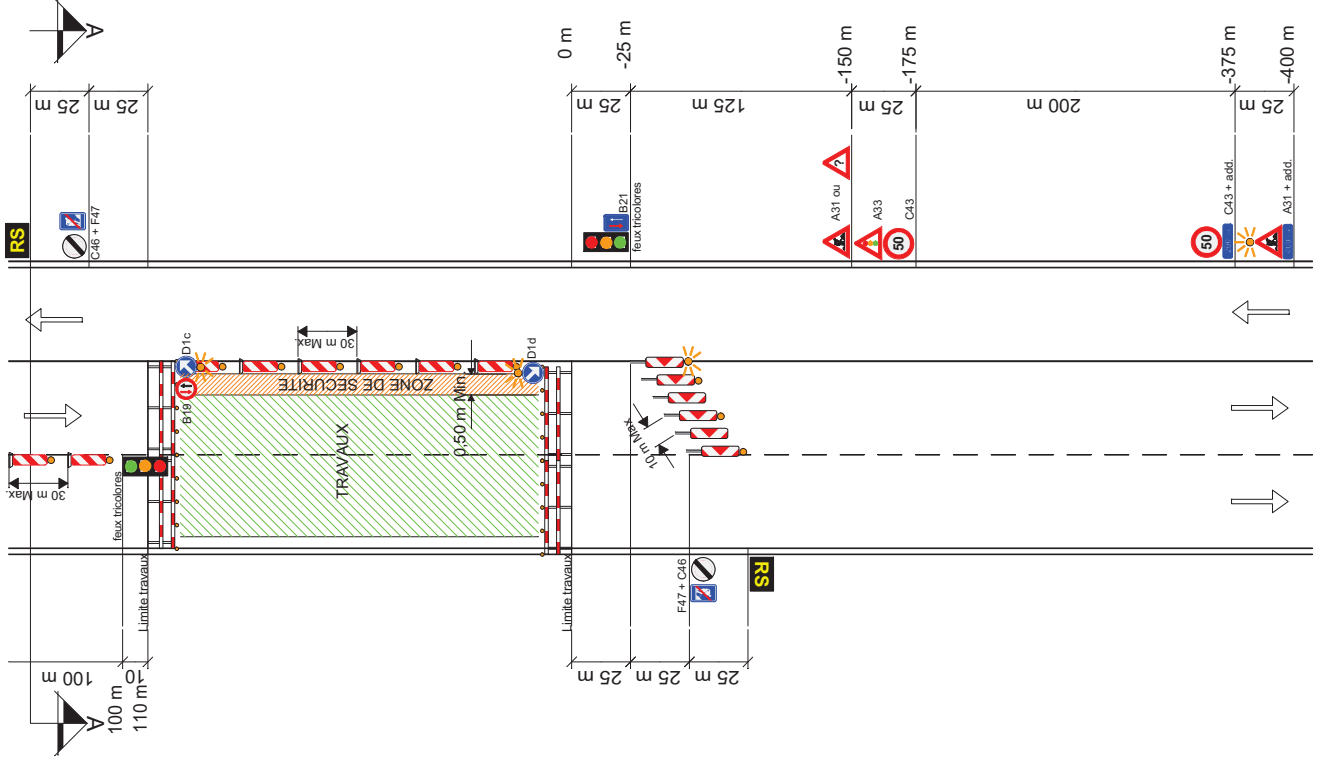 A
25 m
25 m
RS
C46 + F47
0 m
-25 m
-150 m
-175 m
-375 m
-400 m
25 m
125 m
25 m
200 m
25 m
B21
feux tricolores
A31 ou
?
A33
C43
50
50
C43 + add.
A31 + add.
30 m Max.
feux tricolores
B19
D1c
30 m Max.
ZONE DE SECURITE
0,50 m Min.
TRAVAUX
D1d
10 m Max.
Limite travaux
Limite travaux
100 m
10
100 m
110 m
A
25 m
25 m
25 m
F47 + C46
RS